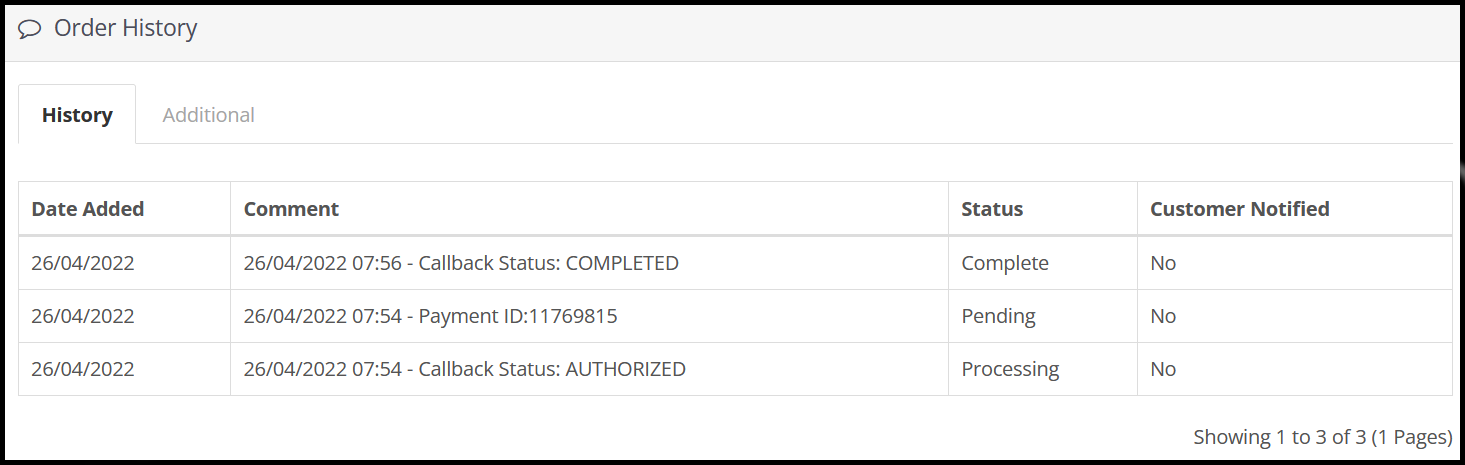 Order History
History Additional
Date Added Comment Status Customer Notified
26/04/2022 26/04/2022 07:56 - Callback Status: COMPLETED Complete No
26/04/2022 26/04/2022 07:54 - Payment ID:11769815 Pending No
26/04/2022 26/04/2022 07:54 - Callback Status: AUTHORIZED Processing No
Showing 1 to 3 of 3 (1 Pages)